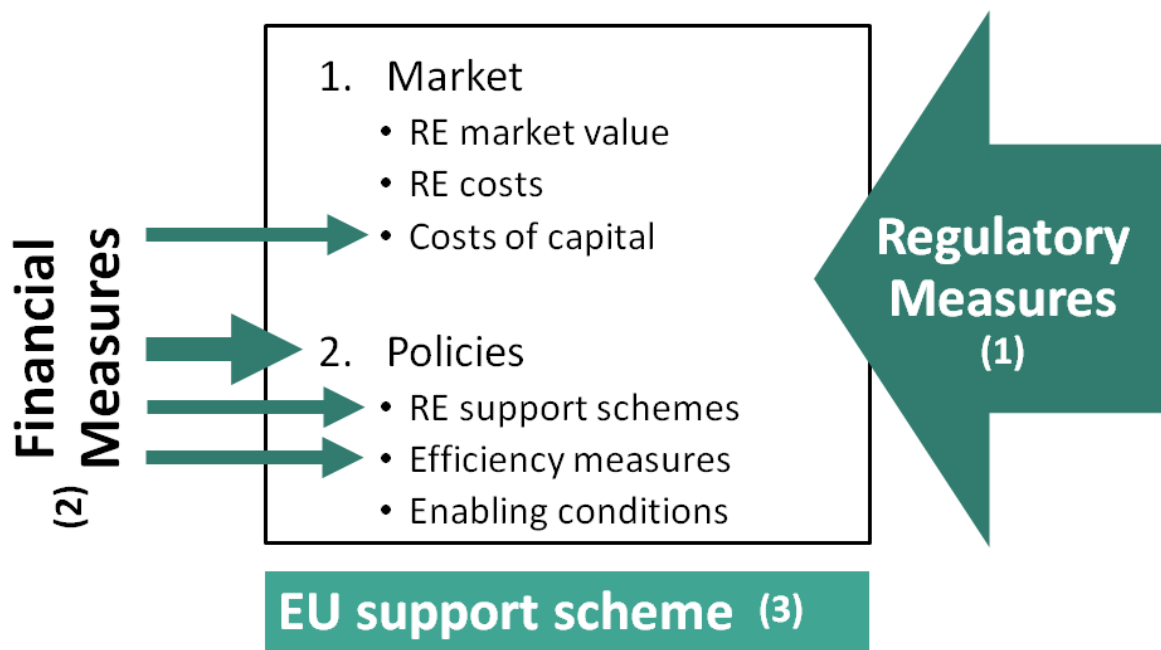 Financial
Measures
(2)
1. Market
• RE market value
• RE costs
• Costs of capital
2. Policies
• RE support schemes
• Efficiency measures
• Enabling conditions
Regulatory
Measures
(1)
EU support scheme (3)